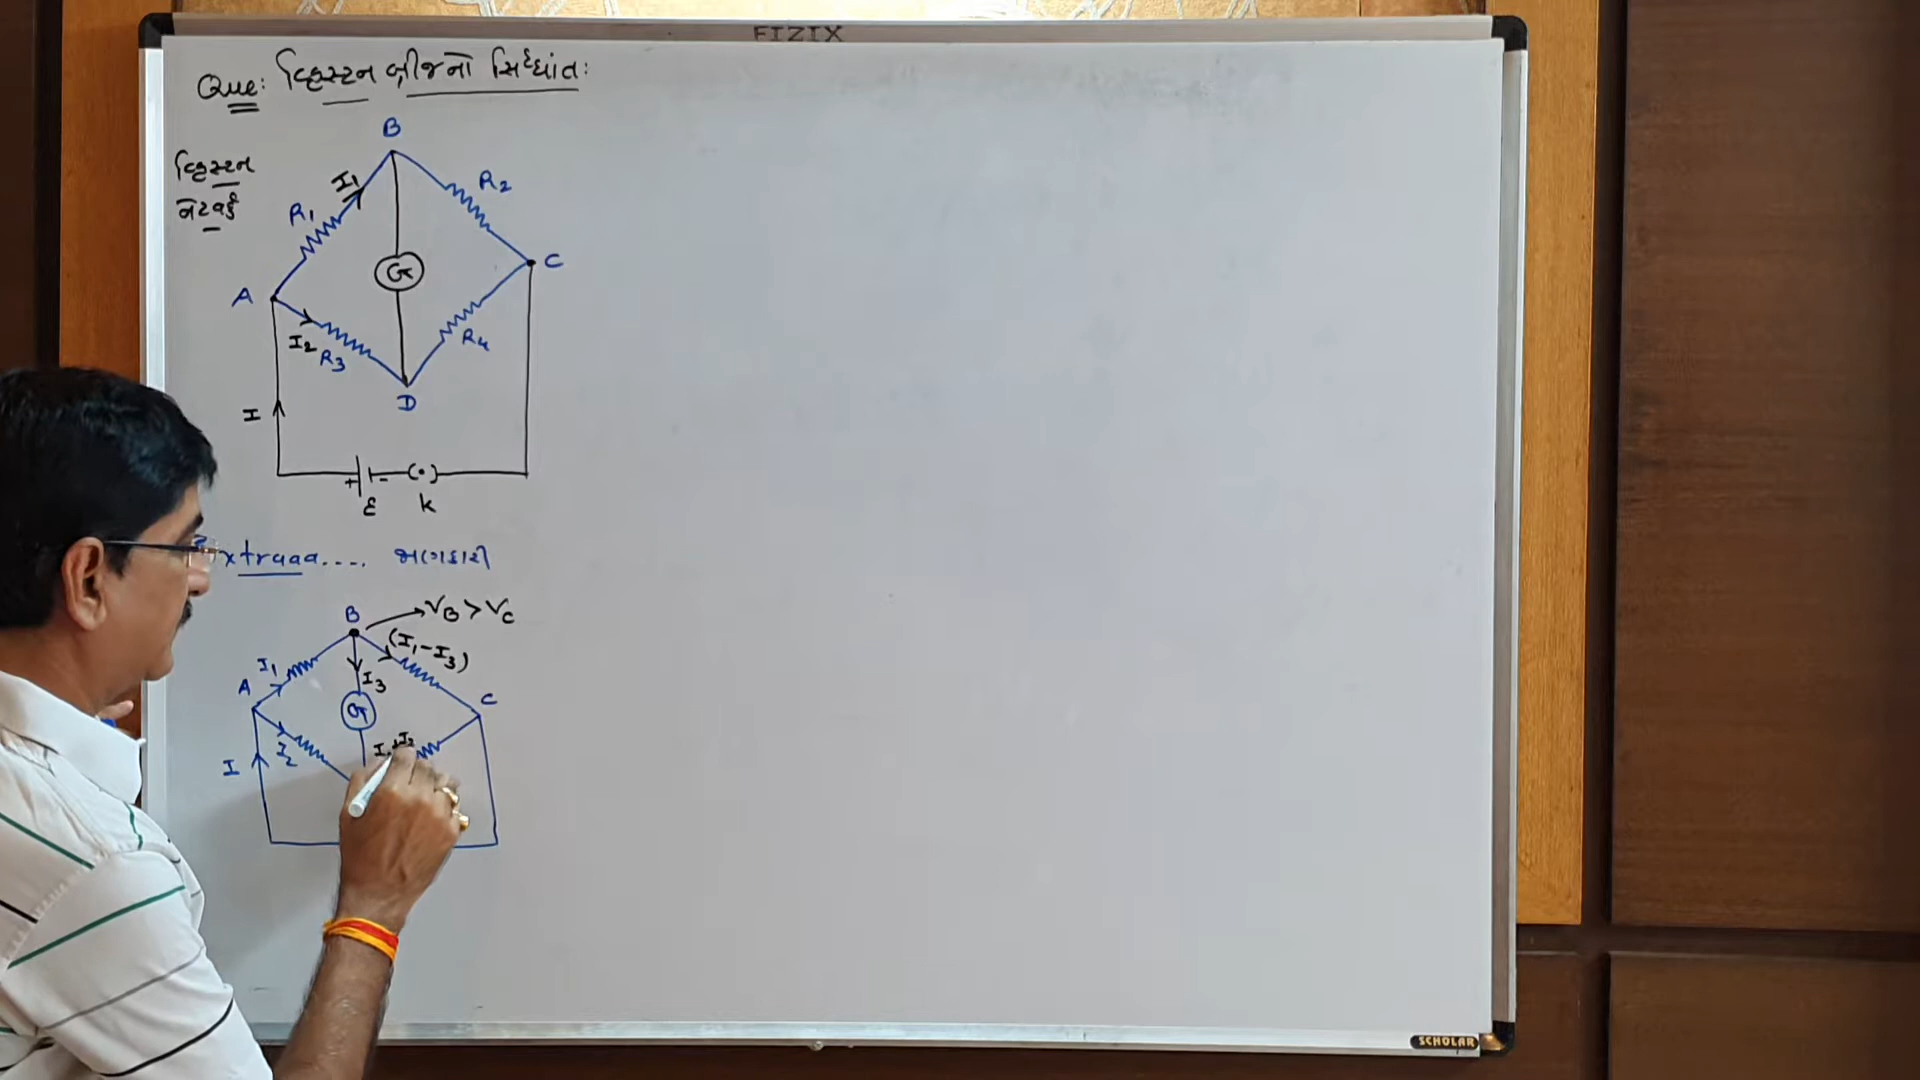 FIZIX
Que: વ્હિસ્ટન બ્રીજનો સિદ્ધાંત:
વ્હિસ્ટન
નેટવર્ક
B
I1
R1
R2
G
A
C
I2
R3
R4
D
I
+ -
ε k
xtraaa.... મગજકારી
B
VB > VC
(I1-I3)
I1
A
I3
C
G
I2
I
SCHOLAR